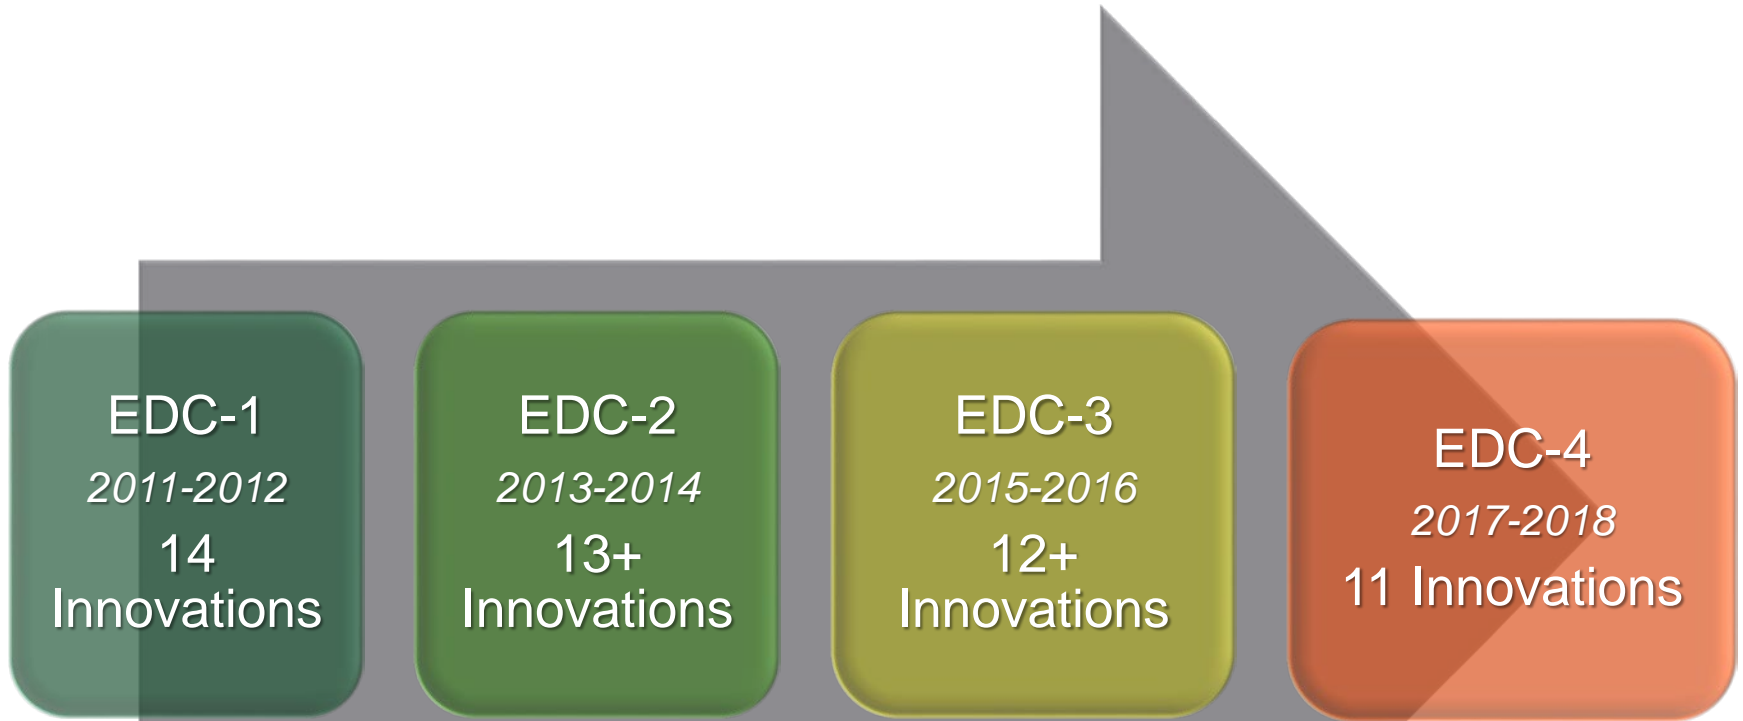 EDC-1
2011-2012
14
Innovations
EDC-2
2013-2014
13+
Innovations
EDC-3
2015-2016
12+
Innovations
EDC-4
2017-2018
11 Innovations